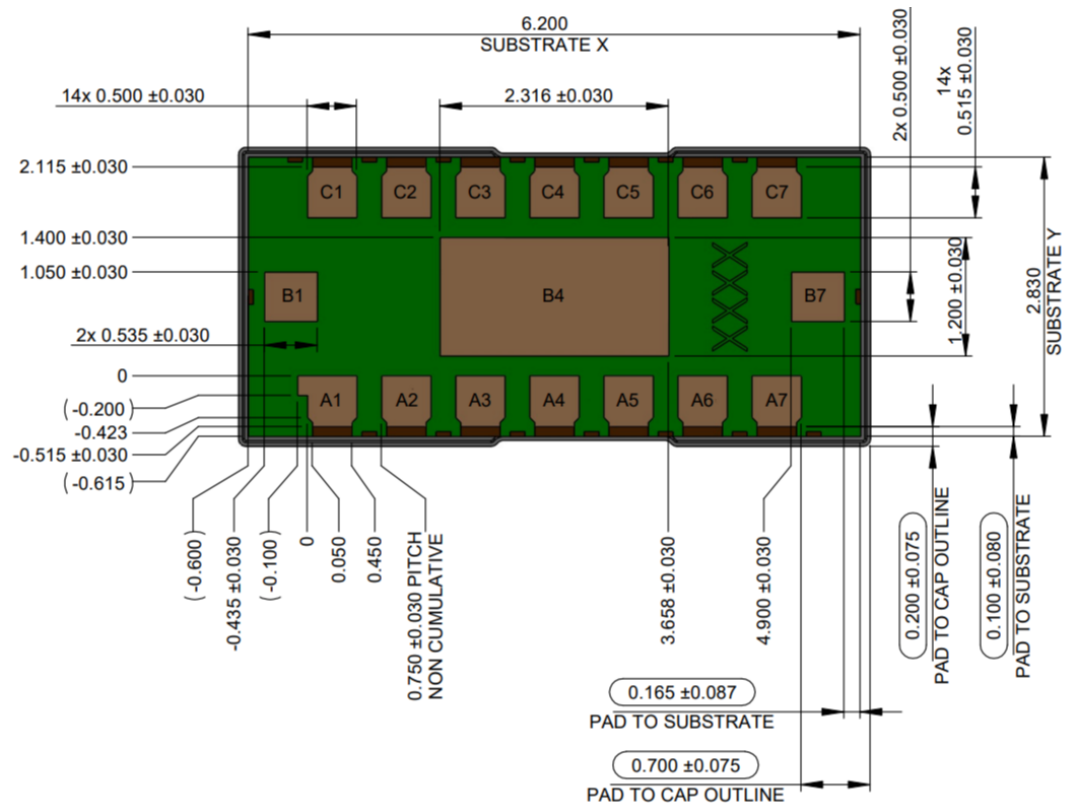 6.200
SUBSTRATE X
14x 0.500 ±0.030
2.316 ±0.030
2x 0.500 ±0.030
14x
0.515 ±0.030
2.115 ±0.030
C1 C2 C3 C4 C5 C6 C7
1.400 ±0.030
1.050 ±0.030
B1 B4 XXXX B7
1.200 ±0.030
2.830
SUBSTRATE Y
2x 0.535 ±0.030
0
(-0.200)
A1 A2 A3 A4 A5 A6 A7
-0.423
-0.515 ±0.030
(-0.615)
(-0.600)
-0.435 ±0.030
(-0.100)
0
0.050
0.450
0.750 ±0.030 PITCH
NON CUMULATIVE
3.658 ±0.030
4.900 ±0.030
0.200 ±0.075
PAD TO CAP OUTLINE
0.100 ±0.080
PAD TO SUBSTRATE
0.165 ±0.087
PAD TO SUBSTRATE
0.700 ±0.075
PAD TO CAP OUTLINE